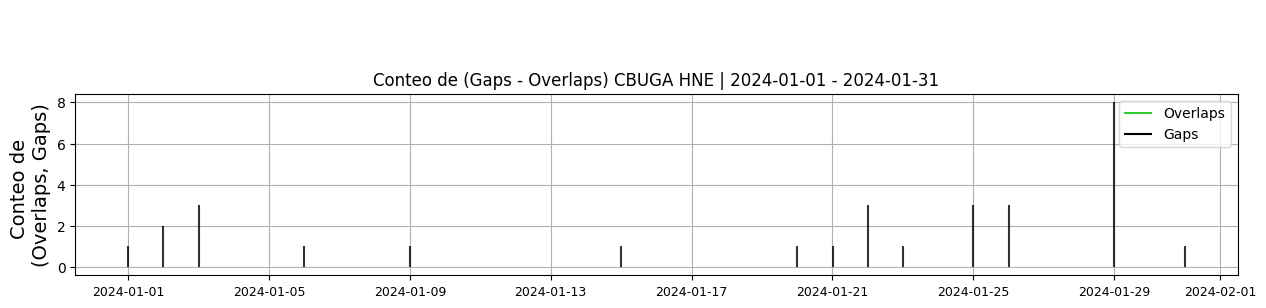 Conteo de (Gaps - Overlaps) CBUGA HNE | 2024-01-01 - 2024-01-31
Conteo de
(Overlaps, Gaps)
8
6
4
2
0
Overlaps
Gaps
2024-01-01 2024-01-05 2024-01-09 2024-01-13 2024-01-17 2024-01-21 2024-01-25 2024-01-29 2024-02-01